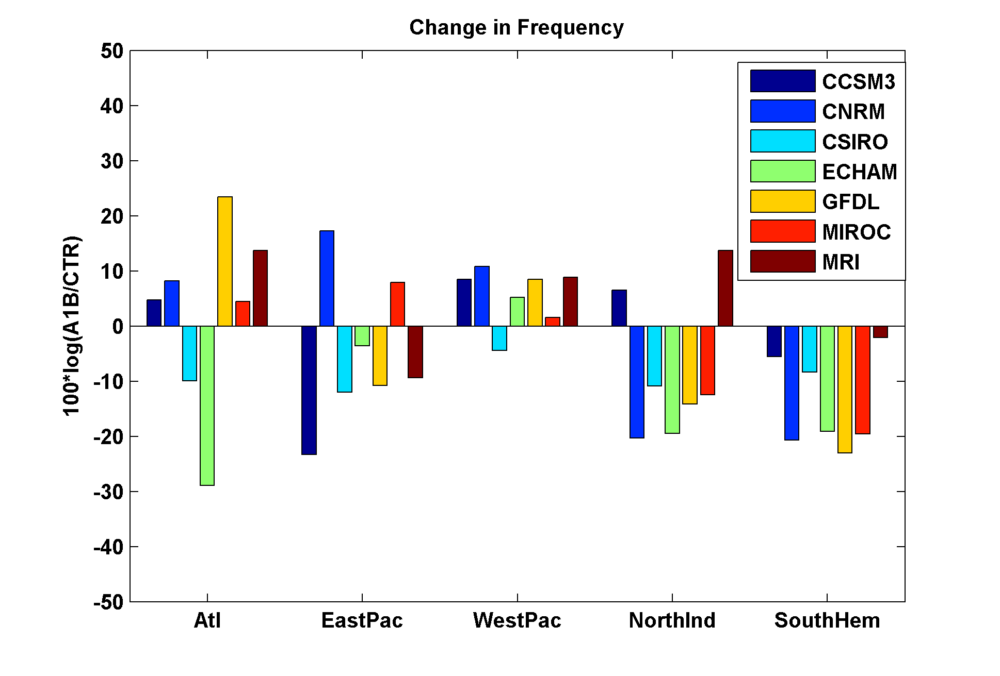 Change in Frequency
50
40
30
20
10
0
-10
-20
-30
-40
-50
100*log(A1B/CTR)
Atl
EastPac
WestPac
NorthInd
SouthHem
CCSM3
CNRM
CSIRO
ECHAM
GFDL
MIROC
MRI